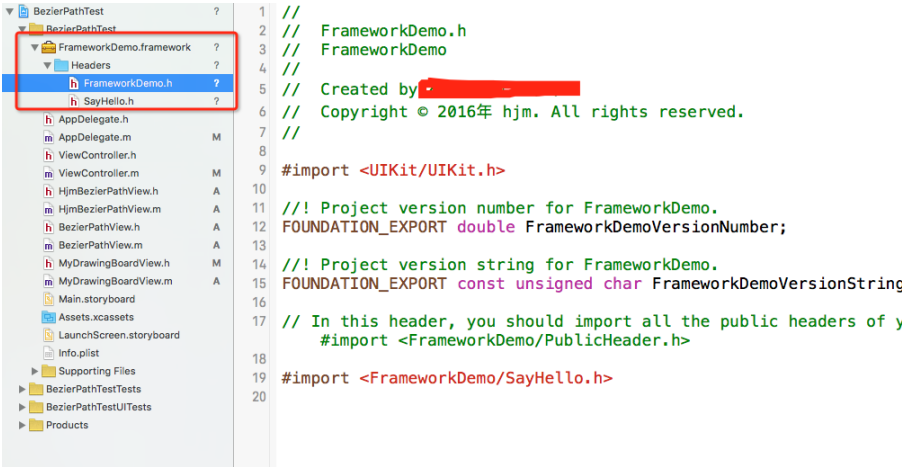 BezierPathTest ?
BezierPathTest
FrameworkDemo.framework ?
Headers ?
FrameworkDemo.h ?
SayHello.h ?
AppDelegate.h
AppDelegate.m M
ViewController.h
ViewController.m M
HjmBezierPathView.h A
HjmBezierPathView.m A
BezierPathView.h A
BezierPathView.m A
MyDrawingBoardView.h M
MyDrawingBoardView.m A
Main.storyboard
Assets.xcassets
LaunchScreen.storyboard
Info.plist
Supporting Files
BezierPathTestTests
BezierPathTestUITests
Products
1 //
2 // FrameworkDemo.h
3 // FrameworkDemo
4 //
5 // Created by
6 // Copyright © 2016年 hjm. All rights reserved.
7 //
8
9 #import <UIKit/UIKit.h>
10
11 //! Project version number for FrameworkDemo.
12 FOUNDATION_EXPORT double FrameworkDemoVersionNumber;
13
14 //! Project version string for FrameworkDemo.
15 FOUNDATION_EXPORT const unsigned char FrameworkDemoVersionString
16
17 // In this header, you should import all the public headers of
#import <FrameworkDemo/PublicHeader.h>
18
19 #import <FrameworkDemo/SayHello.h>
20